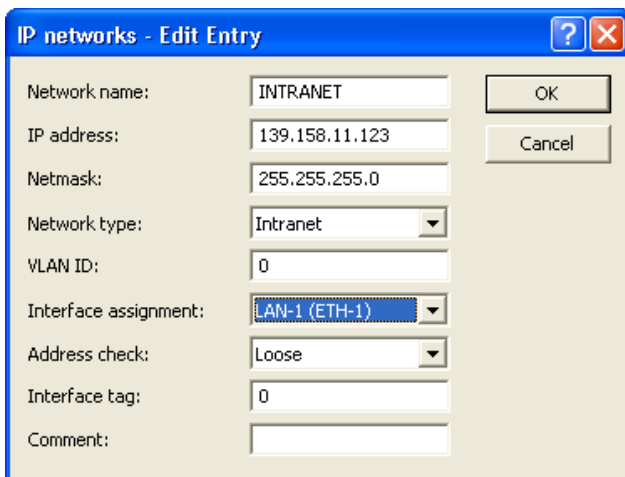 IP networks - Edit Entry
Network name: INTRANET OK
IP address: 139.158.11.123 Cancel
Netmask: 255.255.255.0
Network type: Intranet
VLAN ID: 0
Interface assignment: LAN-1 (ETH-1)
Address check: Loose
Interface tag: 0
Comment: